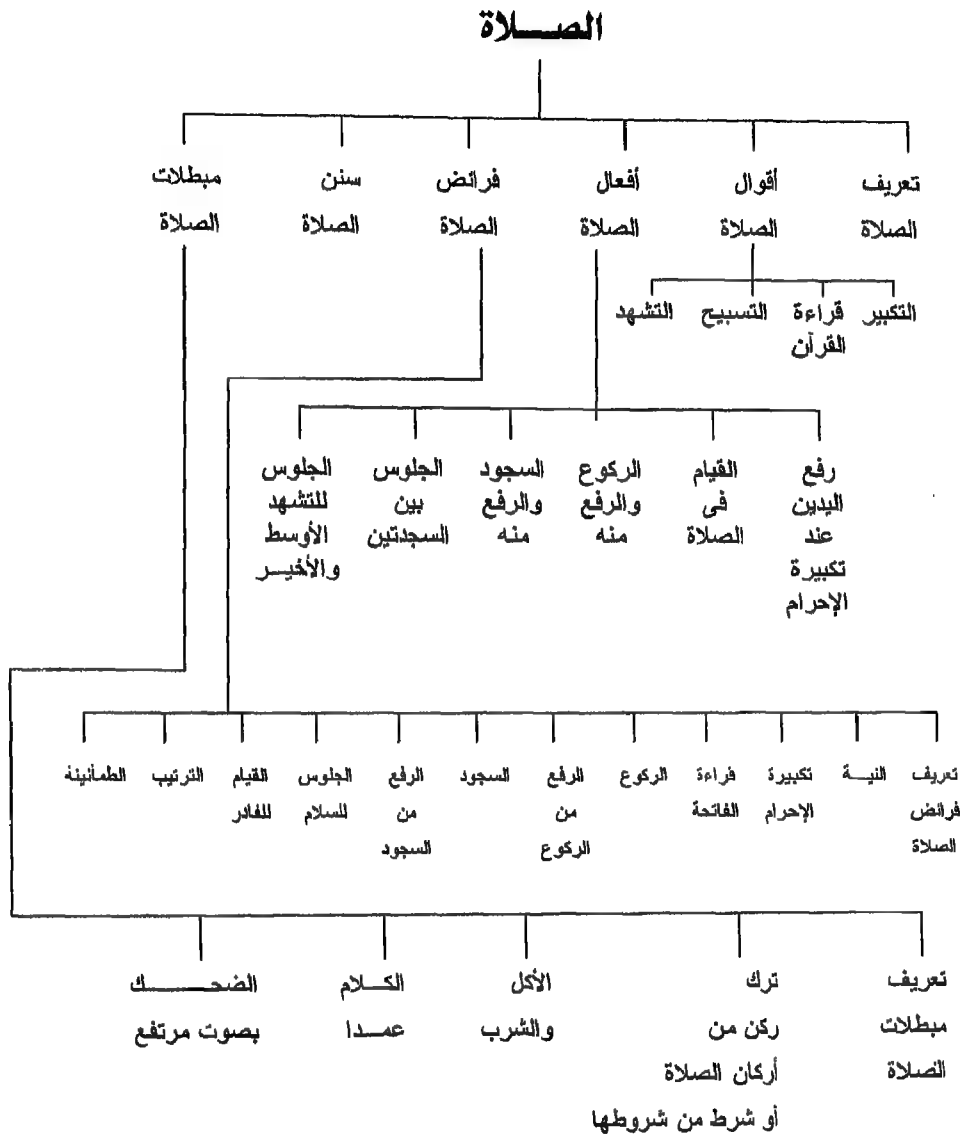 الصـــلاة
تعريف أقوال أفعال فرائض سنن مبطلات
الصلاة الصلاة الصلاة الصلاة الصلاة الصلاة
التكبير قراءة التسبيح التشهد
القرآن
رفع القيام الركوع السجود الجلوس الجلوس
اليدين فى والرفع والرفع بين للتشهد
عند الصلاة منه منه السجدتين الأوسط
تكبيرة والأخيـــر
الإحرام
تعريف النيـــة تكبيرة قراءة الركوع الرفع السجود الرفع الجلوس القيام الترتيب الطمأنينة
فرائض الإحرام الفاتحة من من للسلام للقادر
الصلاة الركوع السجود
تعريف ترك الأكل الكـــلام الضحــــــك
مبطلات ركن من والشرب عمـــدا بصوت مرتفع
الصلاة أركان الصلاة
أو شرط من شروطها